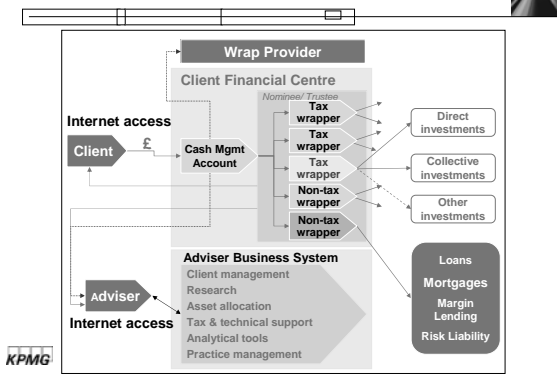 Wrap Provider
Client Financial Centre
Nominee/ Trustee
Internet access
Client
£
Cash Mgmt
Account
Tax
wrapper
Tax
wrapper
Tax
wrapper
Non-tax
wrapper
Non-tax
wrapper
Direct
investments
Collective
investments
Other
investments
Loans
Mortgages
Margin
Lending
Risk Liability
Adviser Business System
Client management
Research
Asset allocation
Tax & technical support
Analytical tools
Practice management
Adviser
Internet access
KPMG